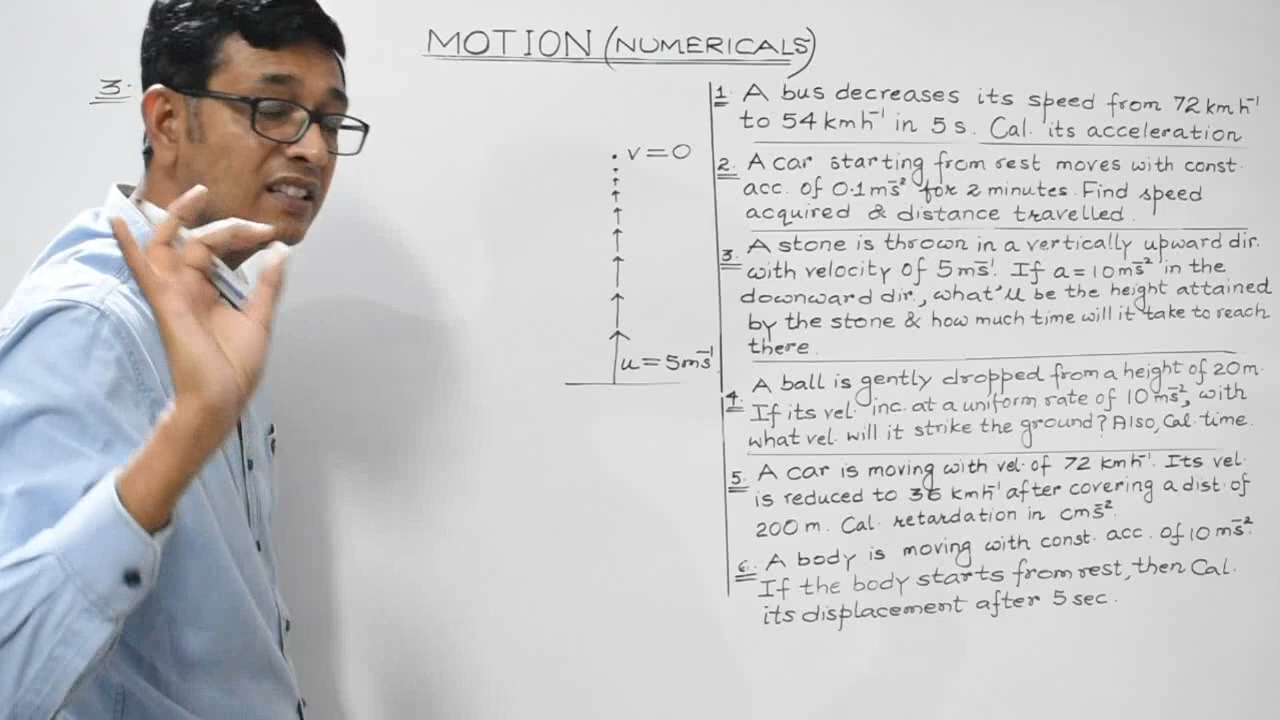 MOTION (NUMERICALS)
3.
v=0
u=5ms⁻¹
1. A bus decreases its speed from 72 km h⁻¹
to 54 km h⁻¹ in 5 s. Cal. its acceleration
2. A car starting from rest moves with const.
acc. of 0.1 ms⁻² for 2 minutes. Find speed
acquired & distance travelled.
3. A stone is thrown in a vertically upward dir.
with velocity of 5 ms⁻¹. If a = 10 ms⁻² in the
downward dir., what'll be the height attained
by the stone & how much time will it take to reach
there.
4. A ball is gently dropped from a height of 20 m.
If its vel. inc. at a uniform rate of 10 ms⁻², with
what vel. will it strike the ground? Also, Cal. time.
5. A car is moving with vel. of 72 km h⁻¹. Its vel.
is reduced to 36 km h⁻¹ after covering a dist. of
200 m. Cal. retardation in cms⁻².
6. A body is moving with const. acc. of 10 ms⁻².
If the body starts from rest, then Cal.
its displacement after 5 sec.